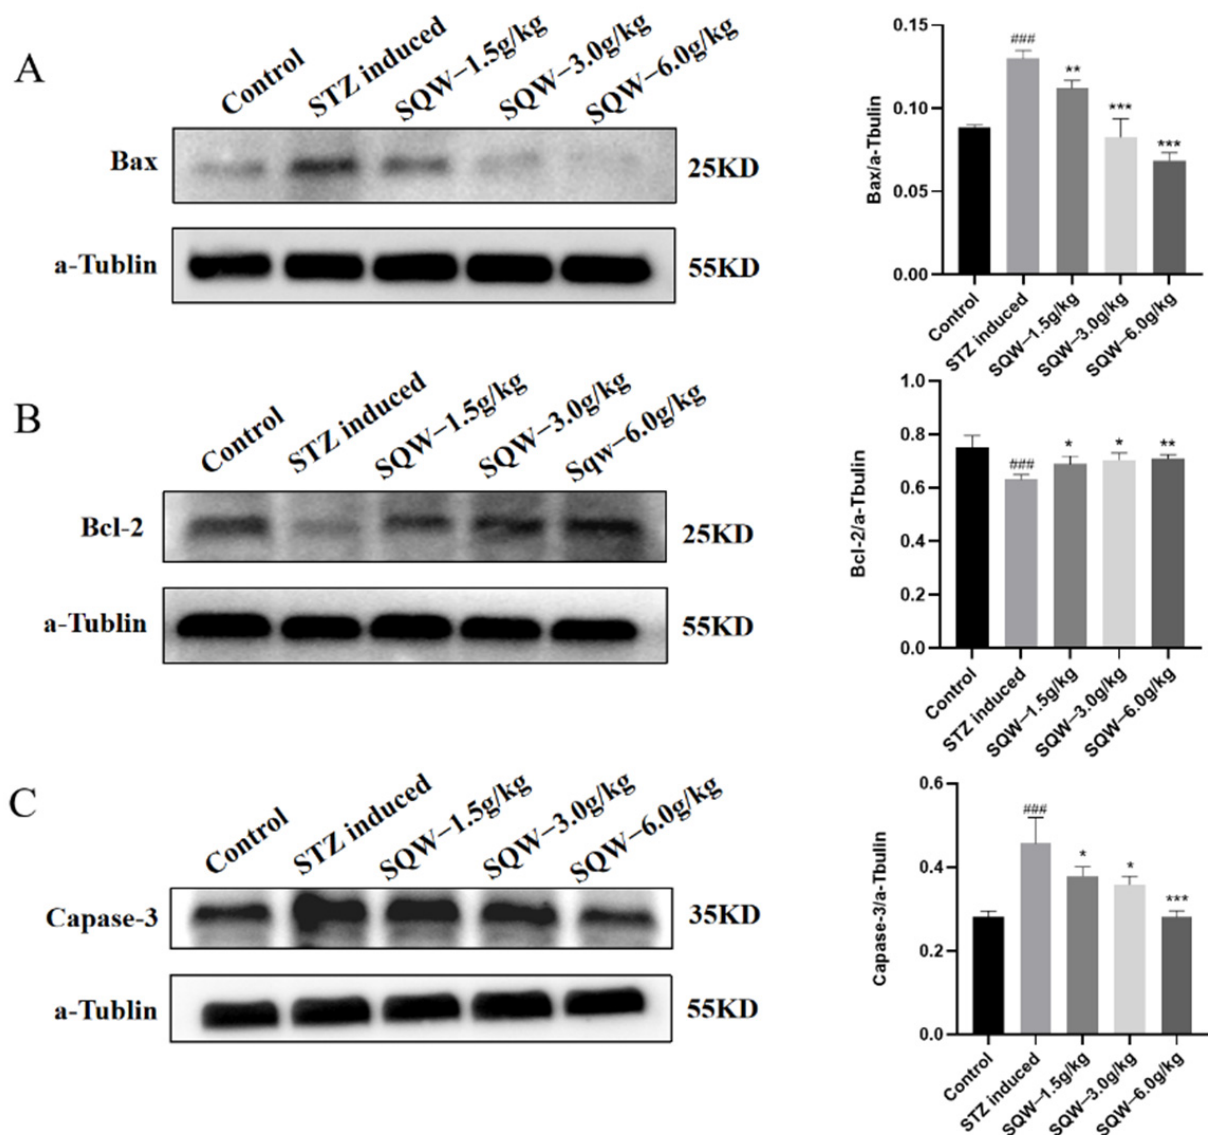 A
Control
STZ induced
SQW–1.5g/kg
SQW–3.0g/kg
SQW–6.0g/kg
Bax
25KD
a-Tublin
55KD
Bax/a-Tbulin
0.15
0.10
0.05
0.00
###
**
***
***
Control
STZ induced
SQW–1.5g/kg
SQW–3.0g/kg
SQW–6.0g/kg
B
Control
STZ induced
SQW–1.5g/kg
SQW–3.0g/kg
Sqw–6.0g/kg
Bcl-2
25KD
a-Tublin
55KD
Bcl-2/a-Tbulin
1.0
0.8
0.6
0.4
0.2
0.0
###
*
*
**
Control
STZ induced
SQW–1.5g/kg
SQW–3.0g/kg
SQW–6.0g/kg
C
Control
STZ induced
SQW–1.5g/kg
SQW–3.0g/kg
SQW–6.0g/kg
Capase-3
35KD
a-Tublin
55KD
Capase-3/a-Tbulin
0.6
0.4
0.2
0.0
###
*
*
***
Control
STZ induced
SQW–1.5g/kg
SQW–3.0g/kg
SQW–6.0g/kg